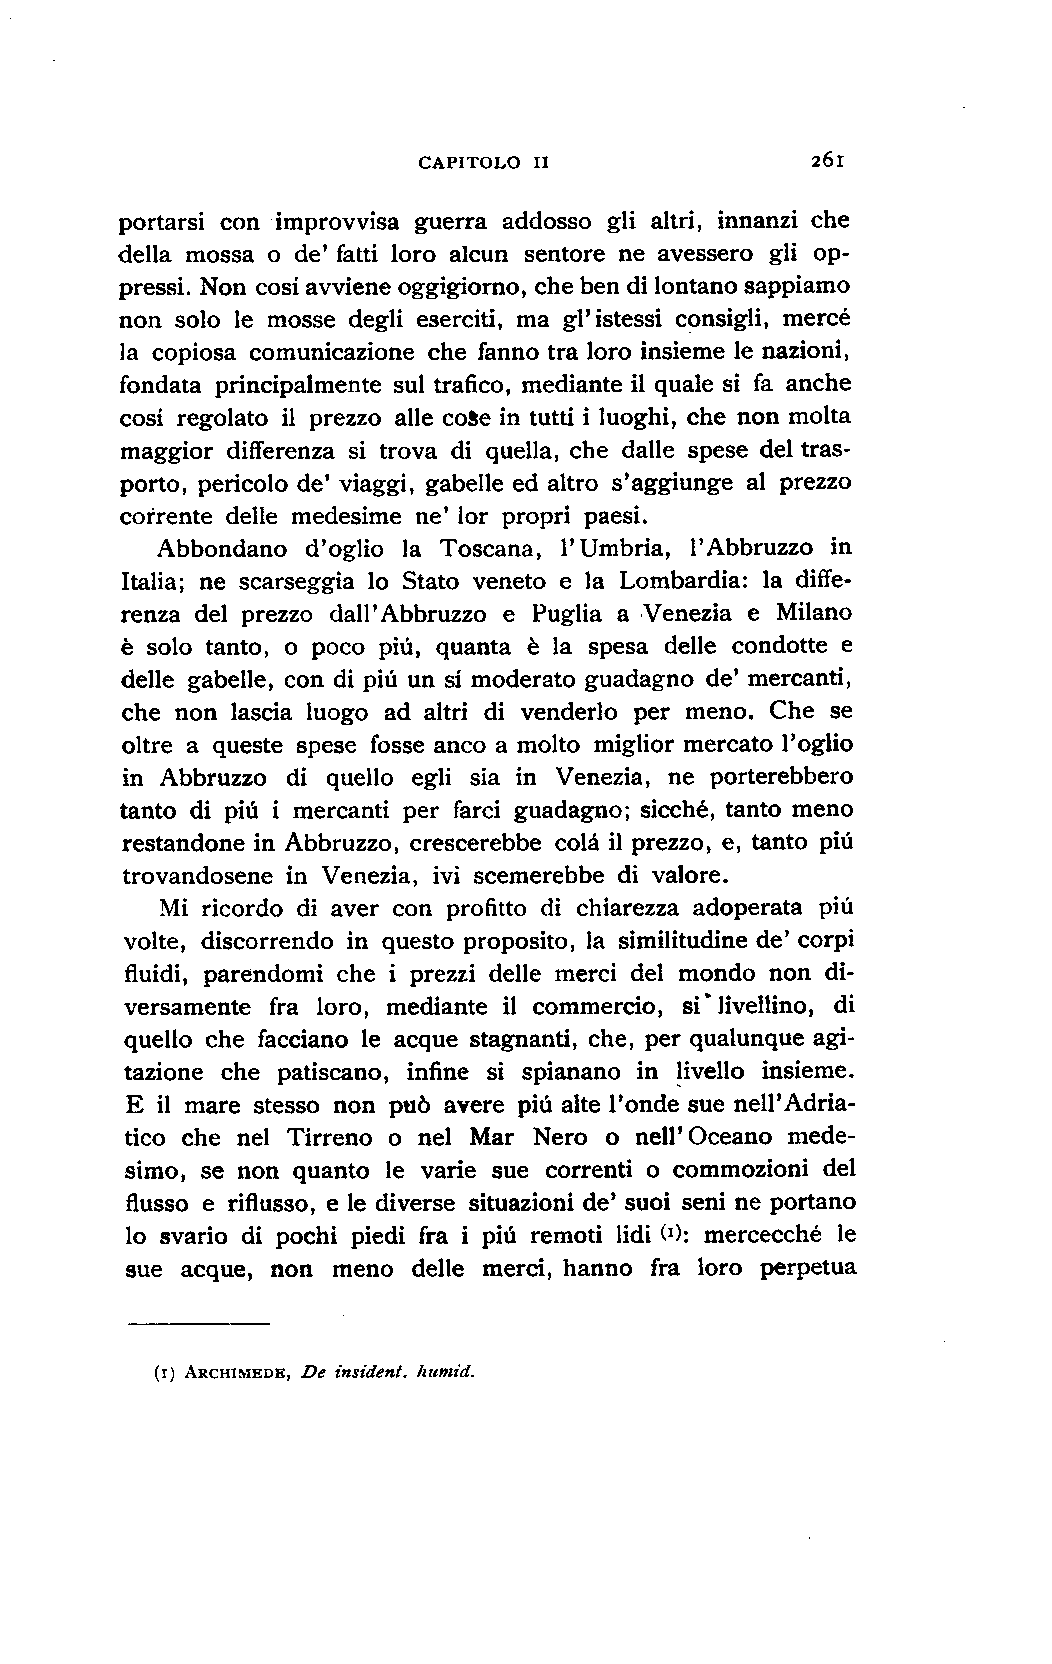 CAPITOLO II 261
portarsi con improvvisa guerra addosso gli altri, innanzi che
della mossa o de' fatti loro alcun sentore ne avessero gli op-
pressi. Non cosí avviene oggigiorno, che ben di lontano sappiamo
non solo le mosse degli eserciti, ma gl'istessi consigli, mercé
la copiosa comunicazione che fanno tra loro insieme le nazioni,
fondata principalmente sul trafico, mediante il quale si fa anche
cosí regolato il prezzo alle cose in tutti i luoghi, che non molta
maggior differenza si trova di quella, che dalle spese del tras-
porto, pericolo de' viaggi, gabelle ed altro s'aggiunge al prezzo
corrente delle medesime ne' lor propri paesi.
Abbondano d'oglio la Toscana, l'Umbria, l'Abbruzzo in
Italia; ne scarseggia lo Stato veneto e la Lombardia: la diffe-
renza del prezzo dall'Abbruzzo e Puglia a Venezia e Milano
è solo tanto, o poco piú, quanta è la spesa delle condotte e
delle gabelle, con di piú un sí moderato guadagno de' mercanti,
che non lascia luogo ad altri di venderlo per meno. Che se
oltre a queste spese fosse anco a molto miglior mercato l'oglio
in Abbruzzo di quello egli sia in Venezia, ne porterebbero
tanto di piú i mercanti per farci guadagno; sicché, tanto meno
restandone in Abbruzzo, crescerebbe colá il prezzo, e, tanto piú
trovandosene in Venezia, ivi scemerebbe di valore.
Mi ricordo di aver con profitto di chiarezza adoperata piú
volte, discorrendo in questo proposito, la similitudine de' corpi
fluidi, parendomi che i prezzi delle merci del mondo non di-
versamente fra loro, mediante il commercio, si livellino, di
quello che facciano le acque stagnanti, che, per qualunque agi-
tazione che patiscano, infine si spianano in livello insieme.
E il mare stesso non può avere piú alte l'onde sue nell'Adria-
tico che nel Tirreno o nel Mar Nero o nell'Oceano mede-
simo, se non quanto le varie sue correnti o commozioni del
flusso e riflusso, e le diverse situazioni de' suoi seni ne portano
lo svario di pochi piedi fra i piú remoti lidi (1): mercecché le
sue acque, non meno delle merci, hanno fra loro perpetua
(1) ARCHIMEDE, De insident. humid.